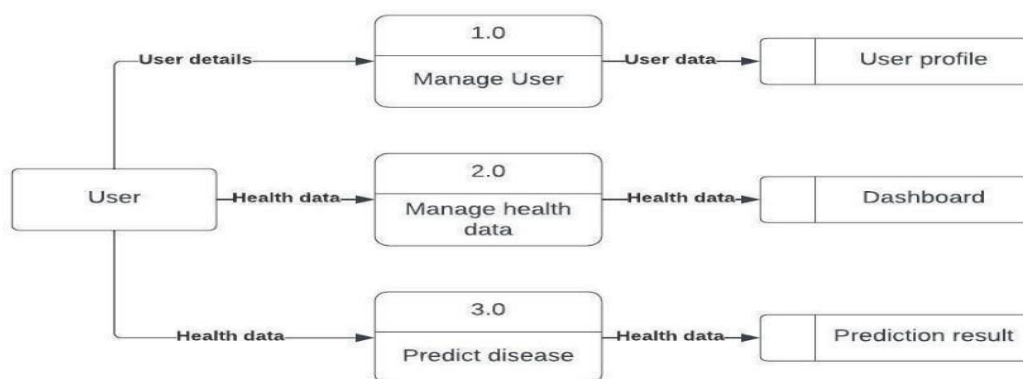 1.0
User details
Manage User
User data
User profile
User
Health data
2.0
Manage health
data
Health data
Dashboard
Health data
3.0
Predict disease
Health data
Prediction result